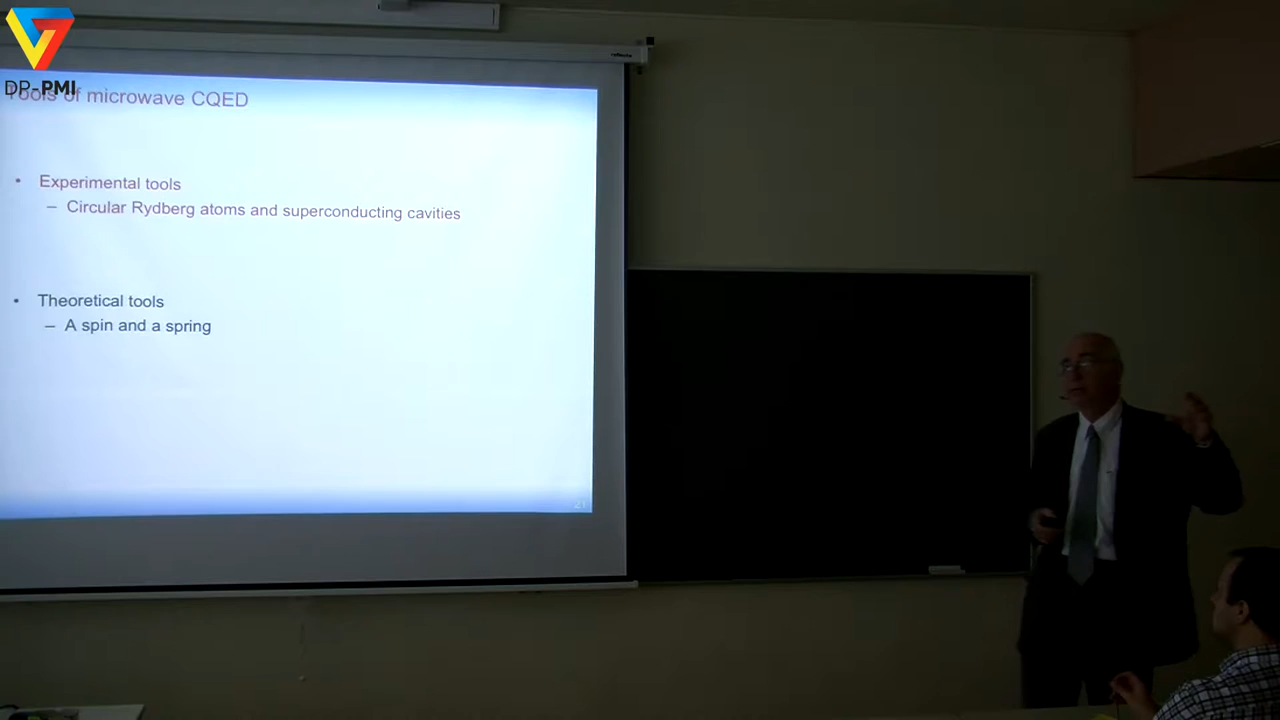 DP-PMI
Tools of microwave CQED
• Experimental tools
– Circular Rydberg atoms and superconducting cavities
• Theoretical tools
– A spin and a spring